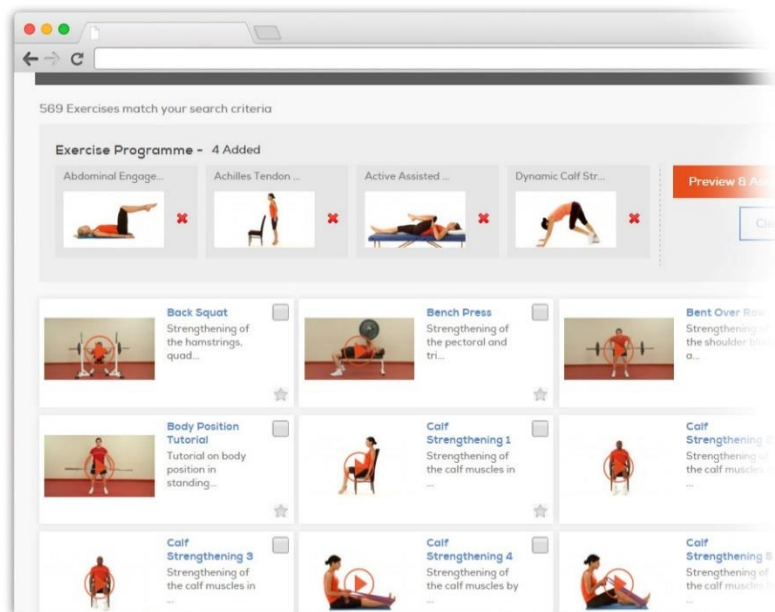 569 Exercises match your search criteria
Exercise Programme - 4 Added
Abdominal Engage...
Achilles Tendon ...
Active Assisted ...
Dynamic Calf Str...
Preview &
Back Squat
Strengthening of
the hamstrings,
quad...
Bench Press
Strengthening of
the pectoral and
tri...
Bent Over Row
Strengthening of
the shoulder
a...
Body Position
Tutorial
Tutorial on body
position in
standing...
Calf
Strengthening 1
Strengthening of
the calf muscles in
...
Calf
Strengthening
Strengthening of
the calf muscles
...
Calf
Strengthening 3
Strengthening of
the calf muscles in
...
Calf
Strengthening 4
Strengthening of
the calf muscles by
...
Calf
Strengthening 5
Strengthening of
the calf muscles
...